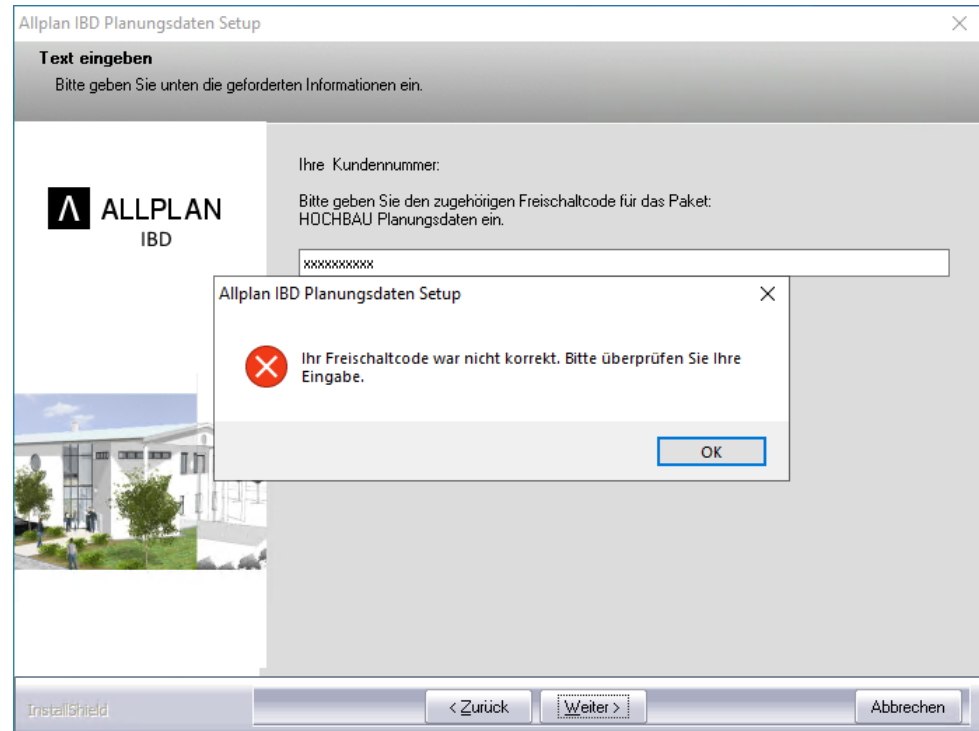 Allplan IBD Planungsdaten Setup
Text eingeben
Bitte geben Sie unten die geforderten Informationen ein.
ALLPLAN
IBD
Ihre Kundennummer:
Bitte geben Sie den zugehörigen Freischaltcode für das Paket:
HOCHBAU Planungsdaten ein.
xxxxxxxxxx
Allplan IBD Planungsdaten Setup
Ihr Freischaltcode war nicht korrekt. Bitte überprüfen Sie Ihre
Eingabe.
OK
InstallShield
< Zurück
Weiter >
Abbrechen